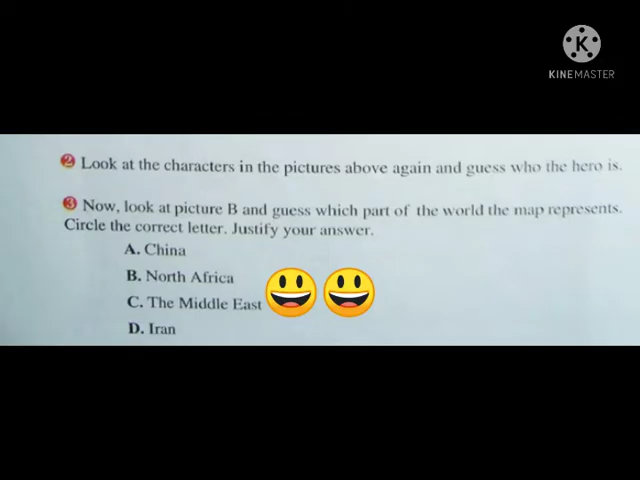 K
KINEMASTER
2 Look at the characters in the pictures above again and guess who the hero is.
3 Now, look at picture B and guess which part of the world the map represents.
Circle the correct letter. Justify your answer.
A. China
B. North Africa
C. The Middle East
D. Iran